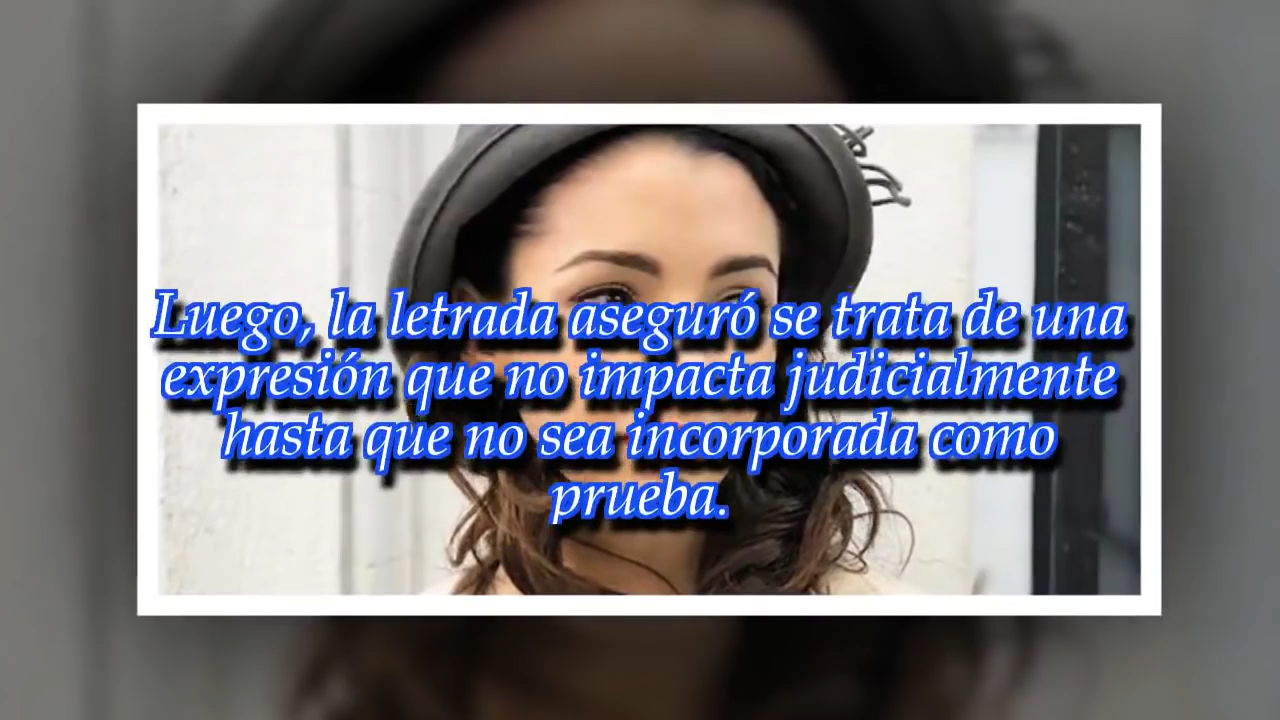 Luego, la letrada aseguró se trata de una
expresión que no impacta judicialmente
hasta que no sea incorporada como
prueba.